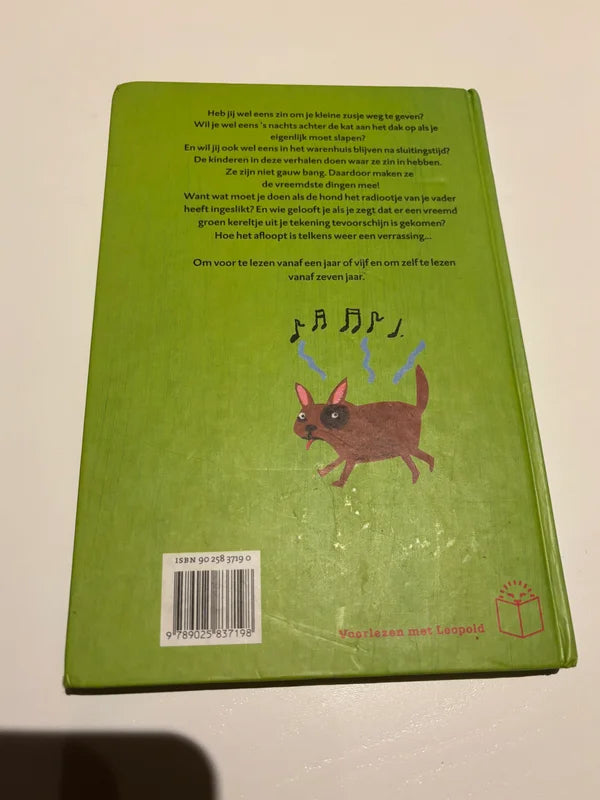 Heb jij wel eens zin om je kleine zusje weg te geven?
Wil je wel eens 's nachts achter de kat aan het dak op als je
eigenlijk moet slapen?
En wil jij ook wel eens in het warenhuis blijven na sluitingstijd?
De kinderen in deze verhalen doen waar ze zin in hebben.
Ze zijn niet gauw bang. Daardoor maken ze
de vreemdste dingen mee!
Want wat moet je doen als de hond het radiootje van je vader
heeft ingeslikt? En wie gelooft je als je zegt dat er een vreemd
groen kereltje uit je tekening tevoorschijn is gekomen?
Hoe het afloopt is telkens weer een verrassing...
Om voor te lezen vanaf een jaar of vijf en om zelf te lezen
vanaf zeven jaar.
ISBN 90 258 3719 0
9 789025 837198
Voorlezen met Leopold